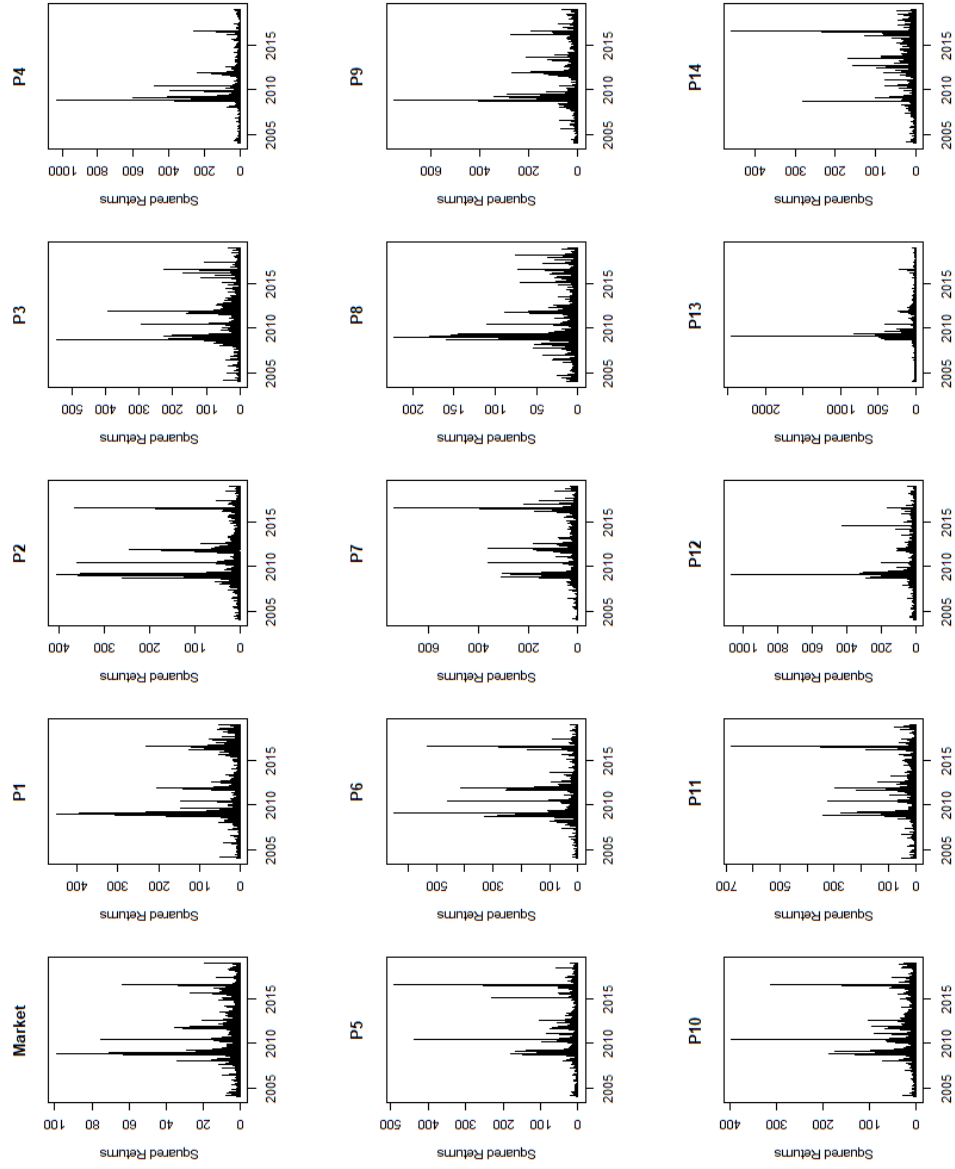 Market
Squared Returns
0 20 40 60 80 100
2005 2010 2015
P1
Squared Returns
0 100 200 300 400
2005 2010 2015
P2
Squared Returns
0 100 200 300 400
2005 2010 2015
P3
Squared Returns
0 100 200 300 400 500
2005 2010 2015
P4
Squared Returns
0 200 400 600 800 1000
2005 2010 2015
P5
Squared Returns
0 100 200 300 400 500
2005 2010 2015
P6
Squared Returns
0 100 300 500
2005 2010 2015
P7
Squared Returns
0 200 400 600
2005 2010 2015
P8
Squared Returns
0 50 100 150 200
2005 2010 2015
P9
Squared Returns
0 200 400 600
2005 2010 2015
P10
Squared Returns
0 100 200 300 400
2005 2010 2015
P11
Squared Returns
0 100 300 500 700
2005 2010 2015
P12
Squared Returns
0 200 400 600 800 1000
2005 2010 2015
P13
Squared Returns
0 500 1000 2000
2005 2010 2015
P14
Squared Returns
0 100 200 300 400
2005 2010 2015